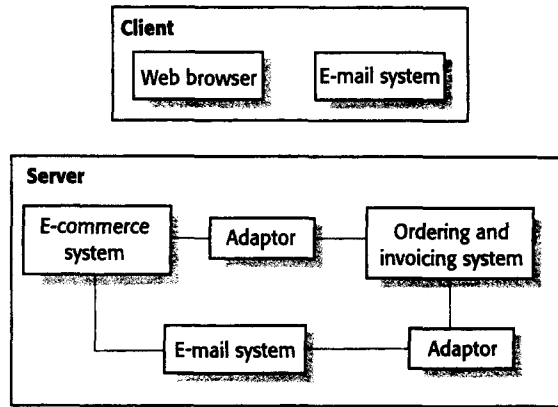 Client
Web browser
E-mail system
Server
E-commerce
system
Adaptor
Ordering and
invoicing system
E-mail system
Adaptor